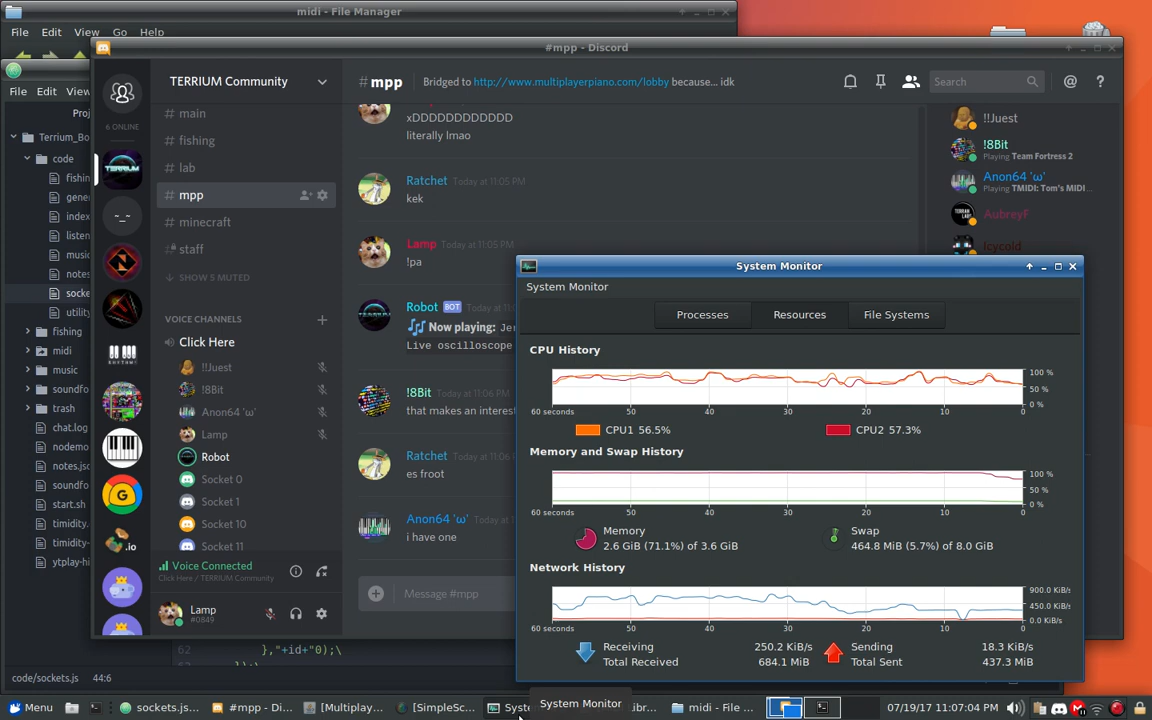 midi - File Manager
File Edit View Go Help
#mpp - Discord
File Edit View
Proj
Terrium_Bo
code
fishin
gener
index
listen
music
notes
socke
utility
fishing
midi
music
soundfo
trash
chat.log
nodemo
notes.jsc
soundfo
start.sh
timidity.
timidity-
ytplay-hi
code/sockets.js 44:6
6 ONLINE
TERRIUM
~_~
.io
TERRIUM Community
# main
# fishing
# lab
# mpp
# minecraft
staff
SHOW 5 MUTED
VOICE CHANNELS
Click Here
!!Juest
!8Bit
Anon64 'ω'
Lamp
Robot
Socket 0
Socket 1
Socket 10
Socket 11
Voice Connected
Click Here / TERRIUM Community
Lamp
#0849
#mpp Bridged to http://www.multiplayerpiano.com/lobby because... idk
Search
@ ?
xDDDDDDDDDDDD
literally lmao
Ratchet Today at 11:05 PM
kek
Lamp Today at 11:05 PM
!pa
Robot BOT Today at 11:0
Now playing: Jer
Live oscilloscope
!8Bit Today at 11:06 PM
that makes an interest
Ratchet Today at 11:06
es froot
Anon64 'ω' Today at 1
i have one
Message #mpp
!!Juest
!8Bit
Playing Team Fortress 2
Anon64 'ω'
Playing TMIDI: Tom's MIDI ...
AubreyF
Icycold
System Monitor
System Monitor
Processes Resources File Systems
CPU History
100 %
50 %
0 %
60 seconds 50 40 30 20 10 0
CPU1 56.5% CPU2 57.3%
Memory and Swap History
100 %
50 %
0 %
60 seconds 50 40 30 20 10 0
Memory
2.6 GiB (71.1%) of 3.6 GiB
Swap
464.8 MiB (5.7%) of 8.0 GiB
Network History
900.0 KiB/s
450.0 KiB/s
0.0 KiB/s
60 seconds 50 40 30 20 10 0
Receiving 250.2 KiB/s
Total Received 684.1 MiB
Sending 18.3 KiB/s
Total Sent 437.3 MiB
62 },"+id+"0);\
System Monitor
Menu sockets.js... #mpp - Di... [Multiplay... [SimpleSc... Syste midi - File ... 07/19/17 11:07:04 PM